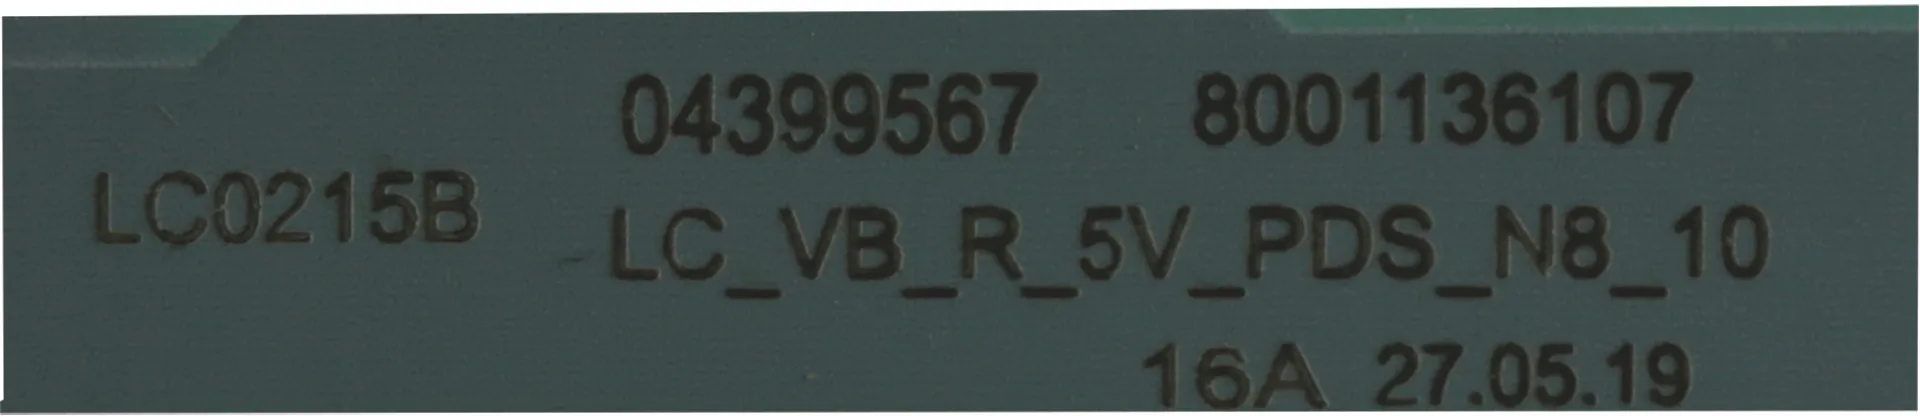 04399567 8001136107
LC0215B
LC_VB_R_5V_PDS_N8_10
16A 27.05.19